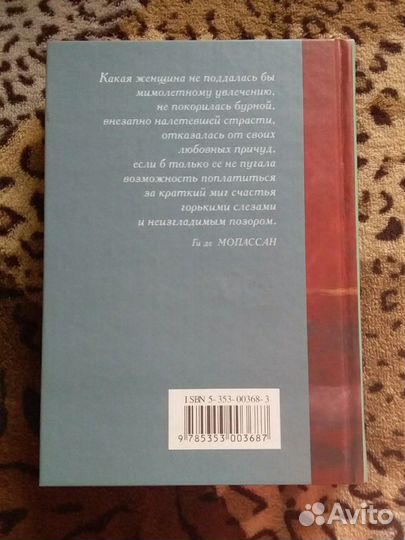 Какая женщина не поддалась бы
мимолетному увлечению,
не покорилась бурной,
внезапно налетевшей страсти,
отказалась от своих
любовных причуд,
если б только ее не пугала
возможность поплатиться
за краткий миг счастья
горькими слезами
и неизгладимым позором.
Ги де МОПАССАН
ISBN 5-353-00368-3
9 785353 003687
Avito